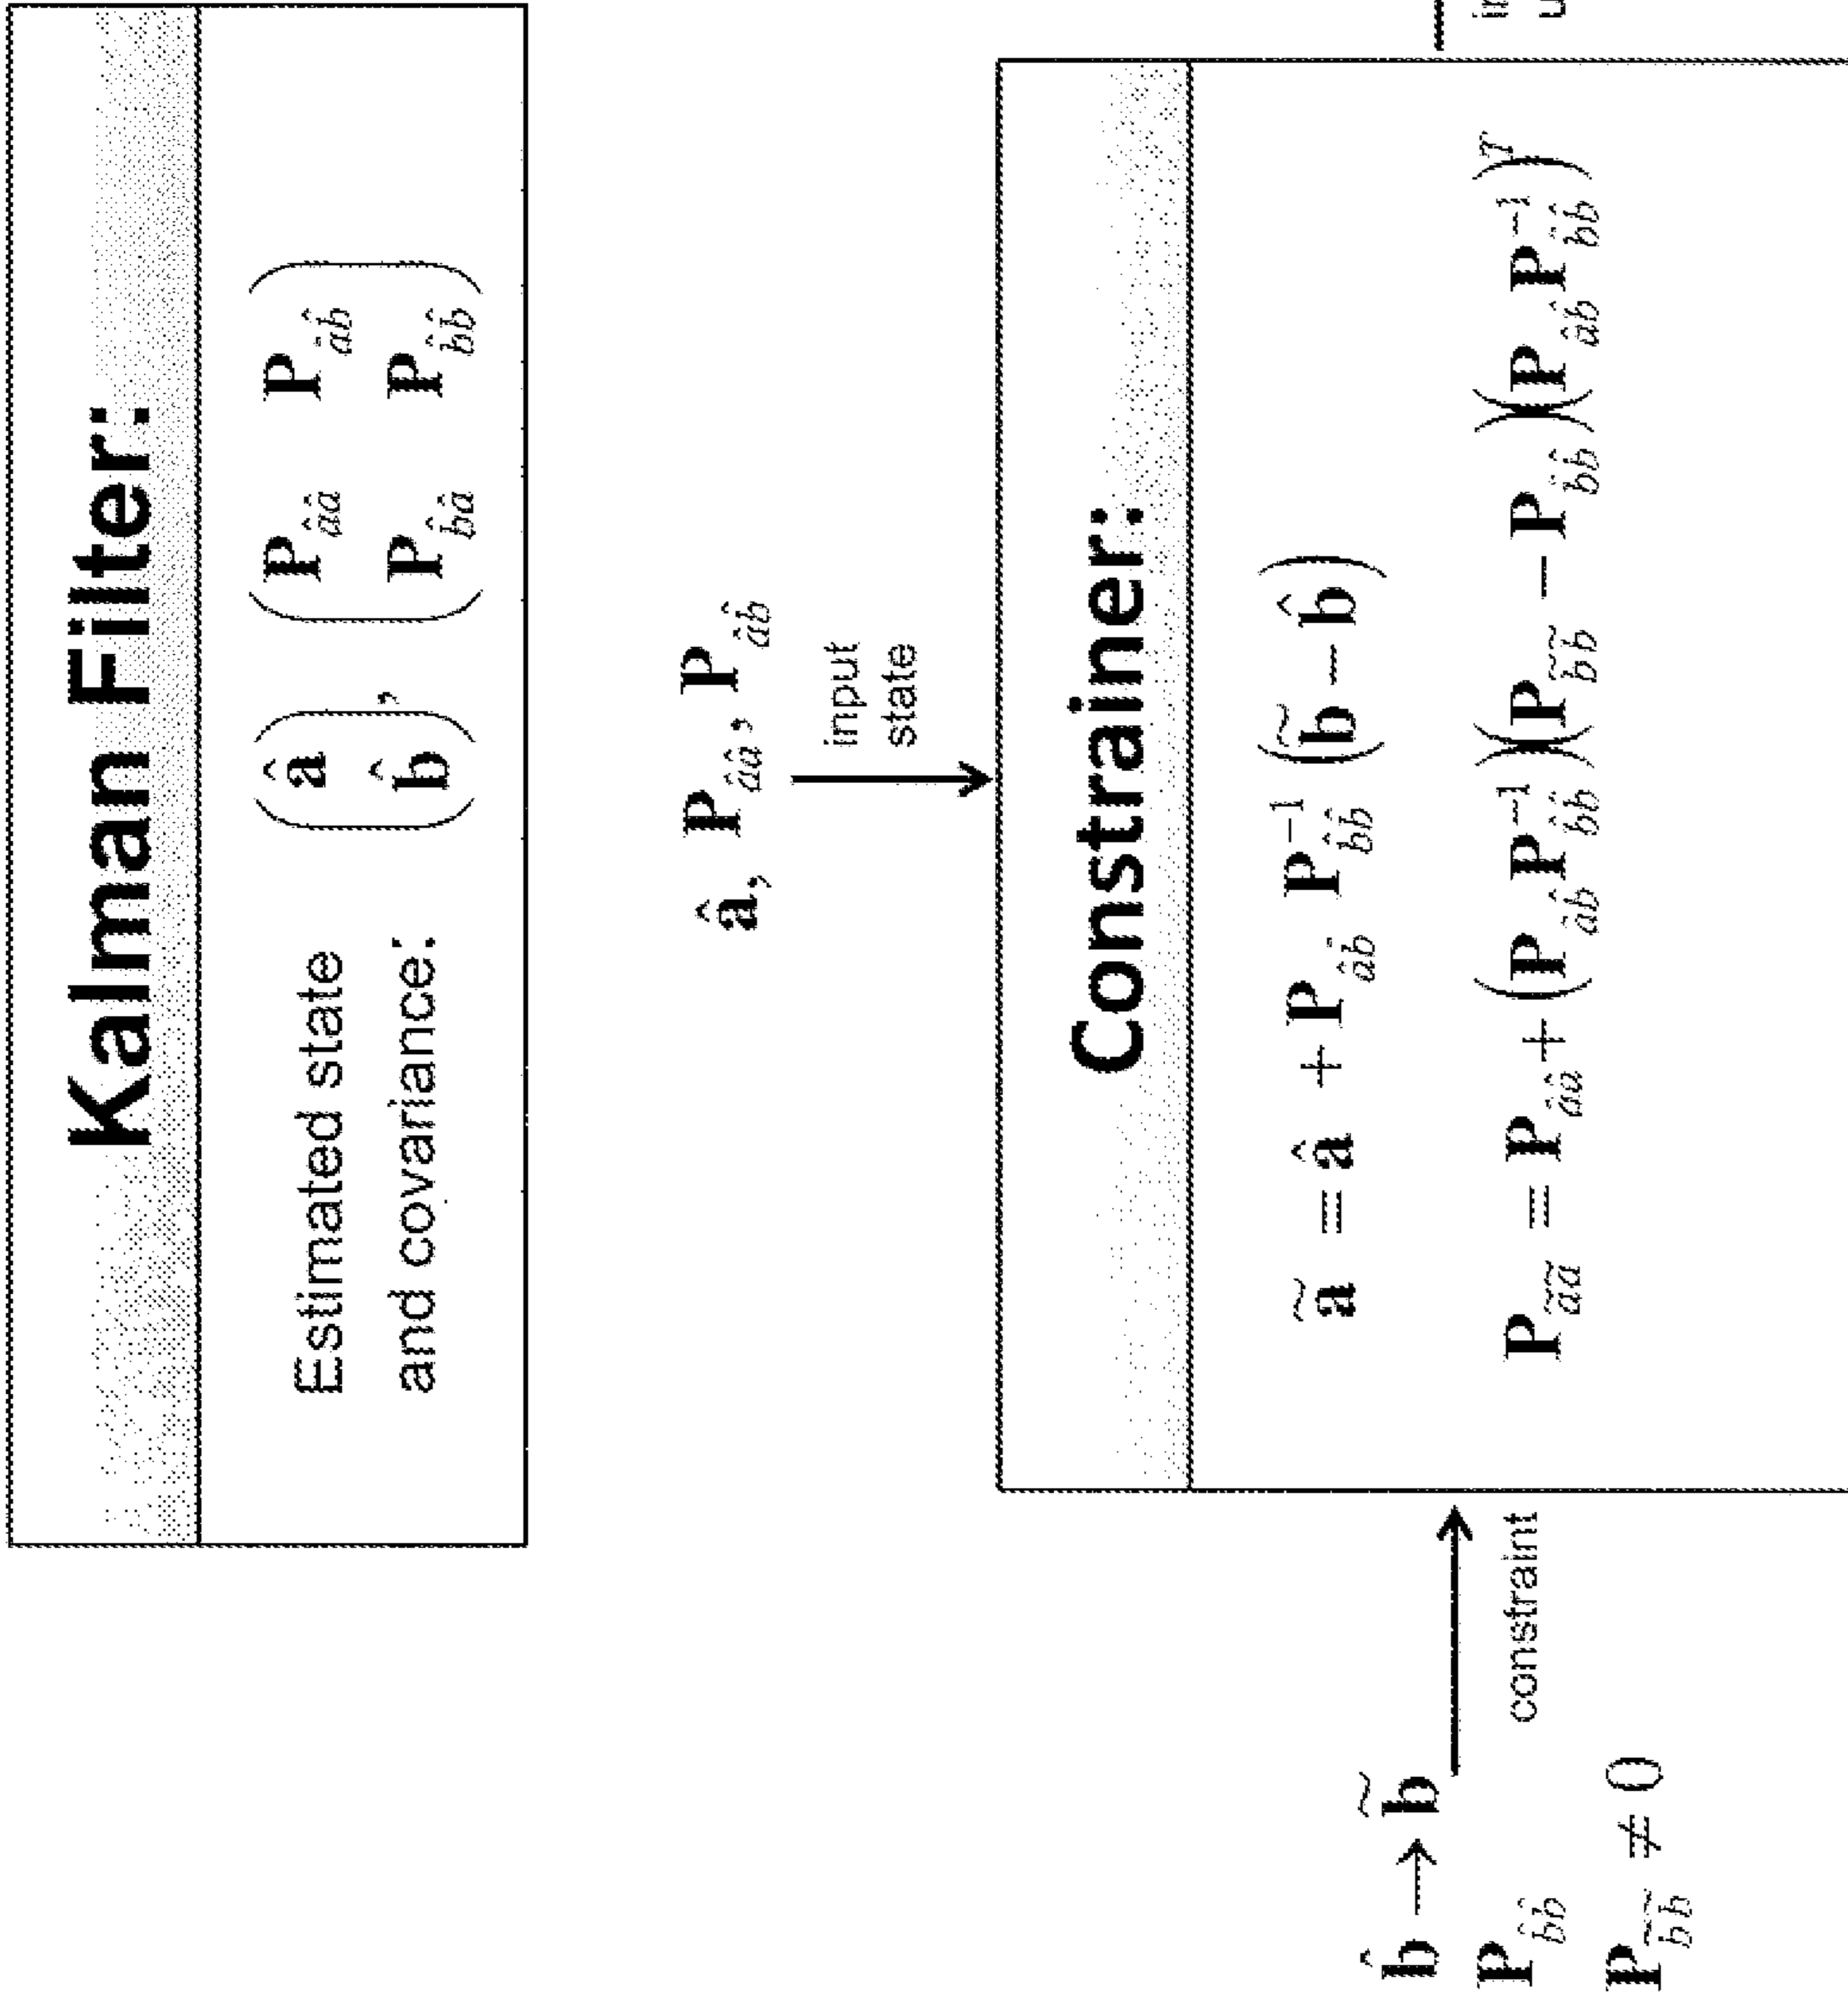 Kalman Filter:
Estimated state
and covariance:
(â
b̂),
(P_ââ P_âb̂
P_b̂â P_b̂b̂)
â, P_ââ, P_âb̂
input
state
b̂ → b̃
P_b̂b̂
P_b̃b̃ ≠ 0
constraint
Constrainer:
ã = â + P_âb̂ P_b̂b̂⁻¹ (b̃ − b̂)
P_ãã = P_ââ + (P_âb̂ P_b̂b̂⁻¹)(P_b̃b̃ − P_b̂b̂)(P_âb̂ P_b̂b̂⁻¹)ᵀ